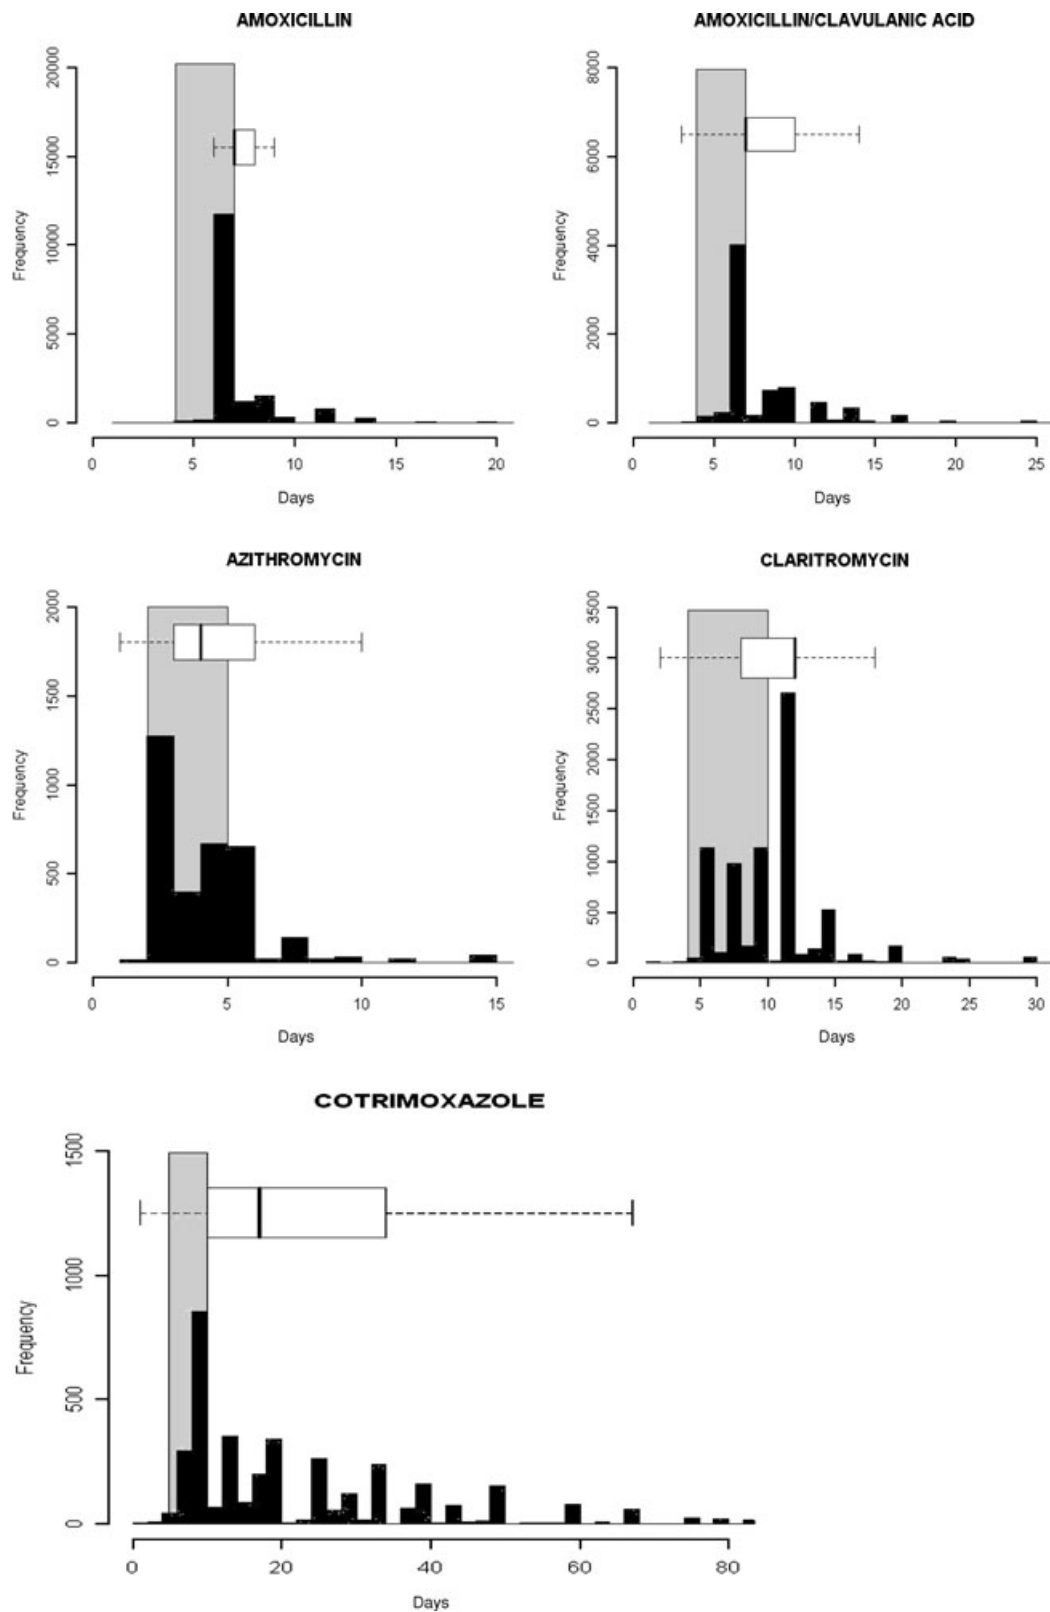 AMOXICILLIN
20000
15000
10000
5000
0
Frequency
0 5 10 15 20
Days
AMOXICILLIN/CLAVULANIC ACID
8000
6000
4000
2000
0
Frequency
0 5 10 15 20 25
Days
AZITHROMYCIN
2000
1500
1000
500
0
Frequency
0 5 10 15
Days
CLARITROMYCIN
3500
3000
2500
2000
1500
1000
500
0
Frequency
0 5 10 15 20 25 30
Days
COTRIMOXAZOLE
1500
1000
500
0
Frequency
0 20 40 60 80
Days